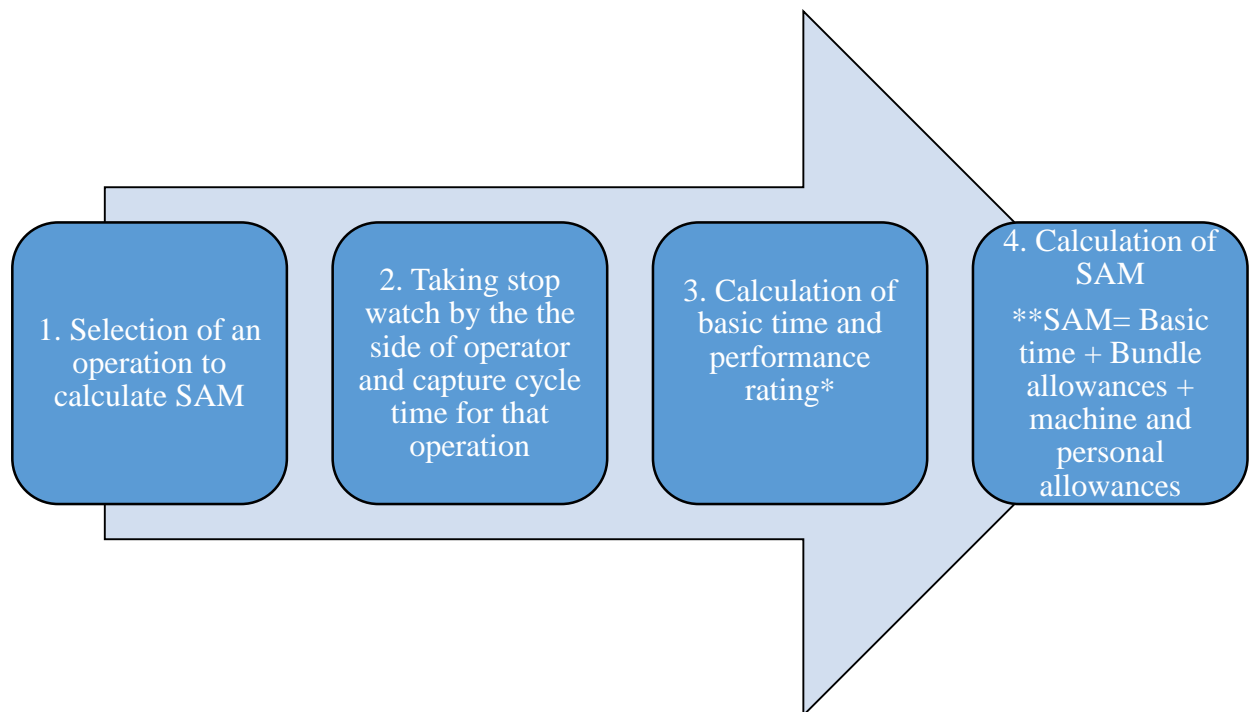 1. Selection of an
operation to
calculate SAM
2. Taking stop
watch by the the
side of operator
and capture cycle
time for that
operation
3. Calculation of
basic time and
performance
rating*
4. Calculation of
SAM
**SAM= Basic
time + Bundle
allowances +
machine and
personal
allowances